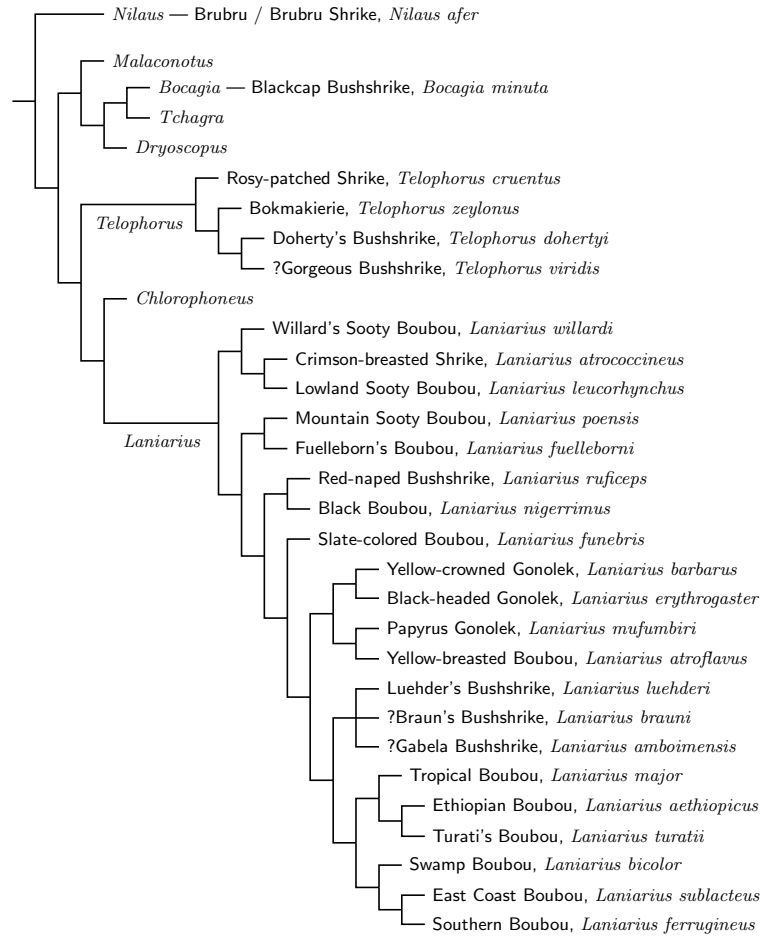 Nilaus — Brubru / Brubru Shrike, Nilaus afer
Malaconotus
Bocagia — Blackcap Bushshrike, Bocagia minuta
Tchagra
Dryoscopus
Rosy-patched Shrike, Telophorus cruentus
Bokmakierie, Telophorus zeylonus
Telophorus
Doherty's Bushshrike, Telophorus dohertyi
?Gorgeous Bushshrike, Telophorus viridis
Chlorophoneus
Willard's Sooty Boubou, Laniarius willardi
Crimson-breasted Shrike, Laniarius atrococcineus
Lowland Sooty Boubou, Laniarius leucorhynchus
Mountain Sooty Boubou, Laniarius poensis
Laniarius
Fuelleborn's Boubou, Laniarius fuelleborni
Red-naped Bushshrike, Laniarius ruficeps
Black Boubou, Laniarius nigerrimus
Slate-colored Boubou, Laniarius funebris
Yellow-crowned Gonolek, Laniarius barbarus
Black-headed Gonolek, Laniarius erythrogaster
Papyrus Gonolek, Laniarius mufumbiri
Yellow-breasted Boubou, Laniarius atroflavus
Luehder's Bushshrike, Laniarius luehderi
?Braun's Bushshrike, Laniarius brauni
?Gabela Bushshrike, Laniarius amboimensis
Tropical Boubou, Laniarius major
Ethiopian Boubou, Laniarius aethiopicus
Turati's Boubou, Laniarius turatii
Swamp Boubou, Laniarius bicolor
East Coast Boubou, Laniarius sublacteus
Southern Boubou, Laniarius ferrugineus